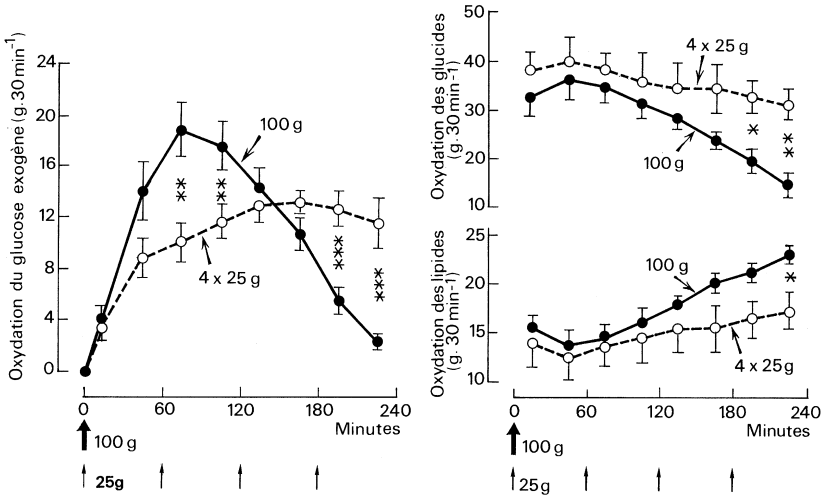 Oxydation du glucose exogène (g.30 min-1)
24
20
16
12
8
4
0
100 g
4 x 25 g
**
**
***
***
0
60
120
180
240
Minutes
100 g
25g
Oxydation des glucides
(g. 30 min-1)
50
40
30
20
10
4 x 25 g
100 g
*
**
Oxydation des lipides
(g. 30 min-1)
25
20
15
10
100 g
4 x 25 g
*
0
60
120
180
240
Minutes
100 g
25 g